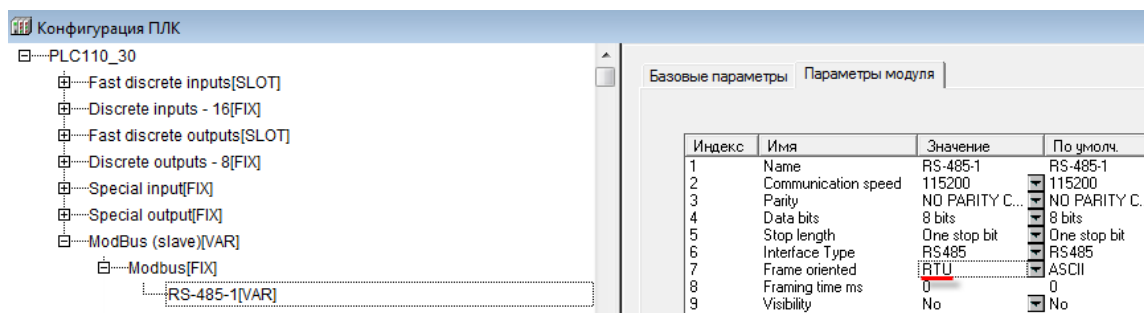 Конфигурация ПЛК
PLC110_30
Fast discrete inputs[SLOT]
Discrete inputs - 16[FIX]
Fast discrete outputs[SLOT]
Discrete outputs - 8[FIX]
Special input[FIX]
Special output[FIX]
ModBus (slave)[VAR]
Modbus[FIX]
RS-485-1[VAR]
Базовые параметры Параметры модуля
Индекс Имя Значение По умолч.
1 Name RS-485-1 RS-485-1
2 Communication speed 115200 115200
3 Parity NO PARITY C... NO PARITY C.
4 Data bits 8 bits 8 bits
5 Stop length One stop bit One stop bit
6 Interface Type RS485 RS485
7 Frame oriented RTU ASCII
8 Framing time ms 0 0
9 Visibility No No